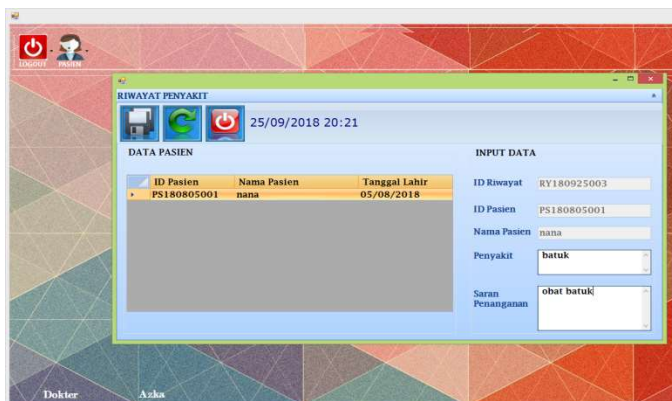 LOGOUT PASIEN
RIWAYAT PENYAKIT
25/09/2018 20:21
DATA PASIEN
ID Pasien Nama Pasien Tanggal Lahir
PS180805001 nana 05/08/2018
INPUT DATA
ID Riwayat RY180925003
ID Pasien PS180805001
Nama Pasien nana
Penyakit batuk
Saran obat batuk
Penanganan
Dokter Azka